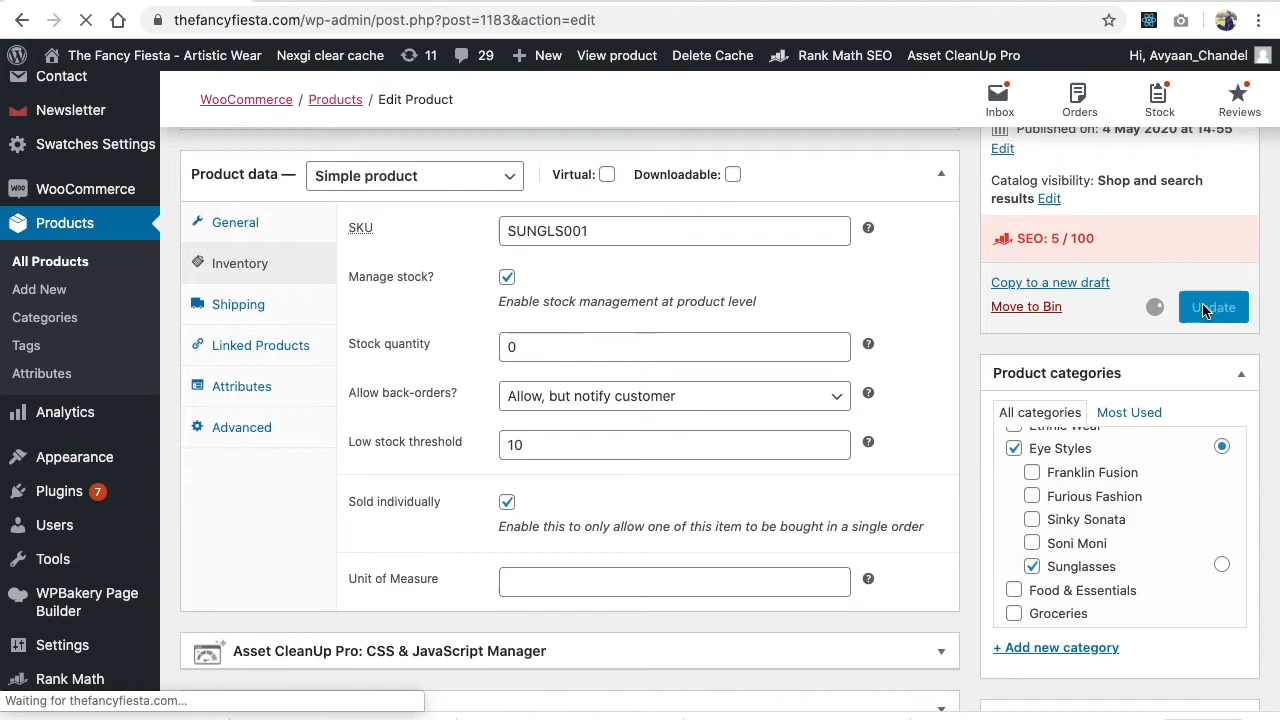 thefancyfiesta.com/wp-admin/post.php?post=1183&action=edit
The Fancy Fiesta - Artistic Wear
Nexgi clear cache
11
29
New
View product
Delete Cache
Rank Math SEO
Asset CleanUp Pro
Hi, Avyaan_Chandel
Contact
Newsletter
Swatches Settings
WooCommerce
Products
All Products
Add New
Categories
Tags
Attributes
Analytics
Appearance
Plugins 7
Users
Tools
WPBakery Page
Builder
Settings
Rank Math
WooCommerce / Products / Edit Product
Inbox
Orders
Stock
Reviews
Product data —
Simple product
Virtual:
Downloadable:
General
Inventory
Shipping
Linked Products
Attributes
Advanced
SKU
SUNGLS001
Manage stock?
Enable stock management at product level
Stock quantity
0
Allow back-orders?
Allow, but notify customer
Low stock threshold
10
Sold individually
Enable this to only allow one of this item to be bought in a single order
Unit of Measure
Asset CleanUp Pro: CSS & JavaScript Manager
Published on: 4 May 2020 at 14:55
Edit
Catalog visibility: Shop and search
results Edit
SEO: 5 / 100
Copy to a new draft
Move to Bin
Update
Product categories
All categories
Most Used
Ethnic Wear
Eye Styles
Franklin Fusion
Furious Fashion
Sinky Sonata
Soni Moni
Sunglasses
Food & Essentials
Groceries
+ Add new category
Waiting for thefancyfiesta.com...